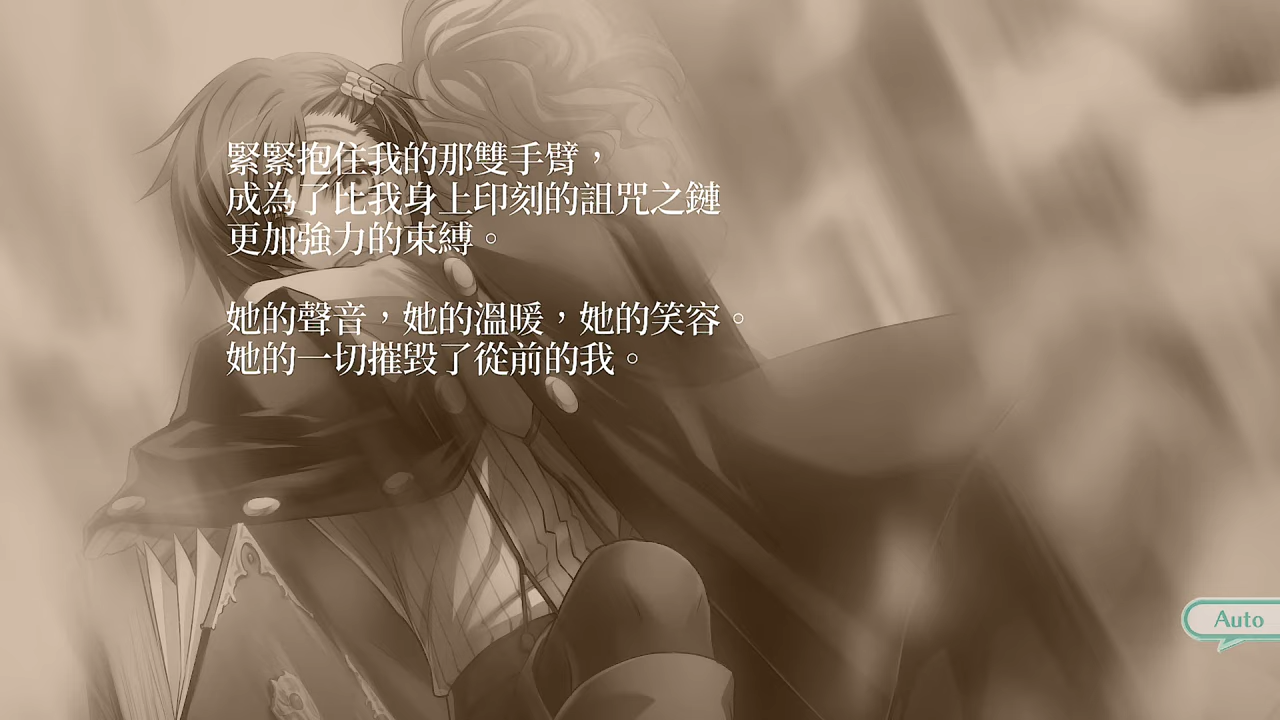 緊緊抱住我的那雙手臂，
成為了比我身上印刻的詛咒之鏈
更加強力的束縛。
她的聲音，她的溫暖，她的笑容。
她的一切摧毀了從前的我。
Auto